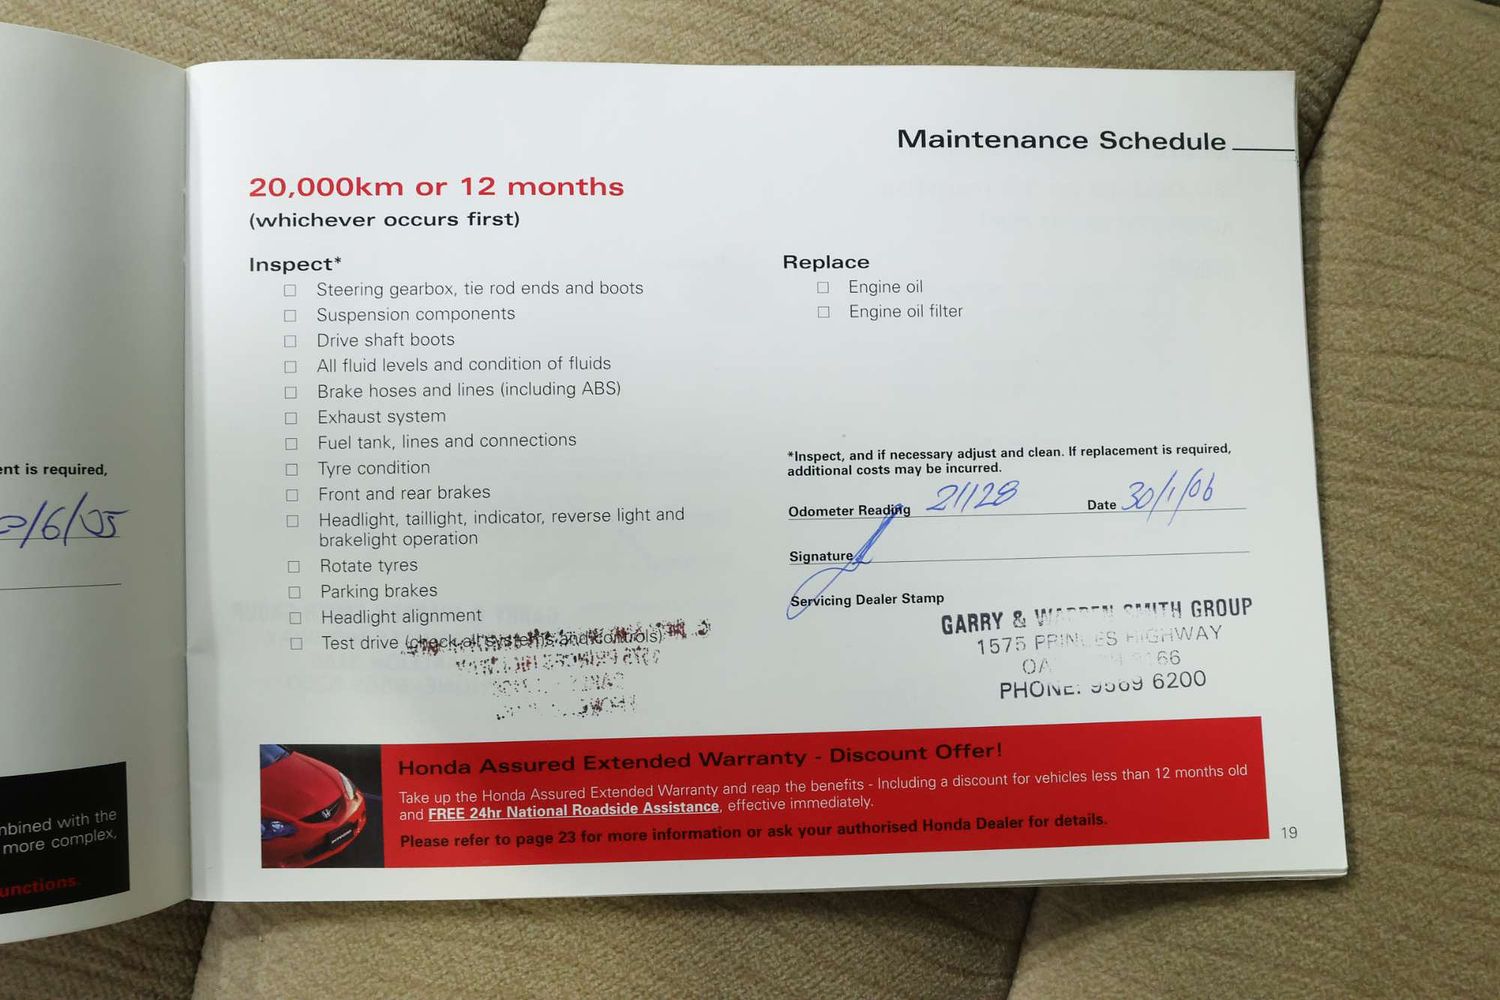 ent is required,
/6/05
mbined with the
more complex,
unctions.
Maintenance Schedule
20,000km or 12 months
(whichever occurs first)
Inspect*
Steering gearbox, tie rod ends and boots
Suspension components
Drive shaft boots
All fluid levels and condition of fluids
Brake hoses and lines (including ABS)
Exhaust system
Fuel tank, lines and connections
Tyre condition
Front and rear brakes
Headlight, taillight, indicator, reverse light and
brakelight operation
Rotate tyres
Parking brakes
Headlight alignment
Test drive (check all systems and controls)
Replace
Engine oil
Engine oil filter
*Inspect, and if necessary adjust and clean. If replacement is required,
additional costs may be incurred.
Odometer Reading 21128 Date 30/1/06
Signature
Servicing Dealer Stamp
GARRY & WARREN SMITH GROUP
1575 PRINCES HIGHWAY
PHONE: 9569 6200
Honda Assured Extended Warranty - Discount Offer!
Take up the Honda Assured Extended Warranty and reap the benefits - Including a discount for vehicles less than 12 months old
and FREE 24hr National Roadside Assistance, effective immediately.
Please refer to page 23 for more information or ask your authorised Honda Dealer for details.
19